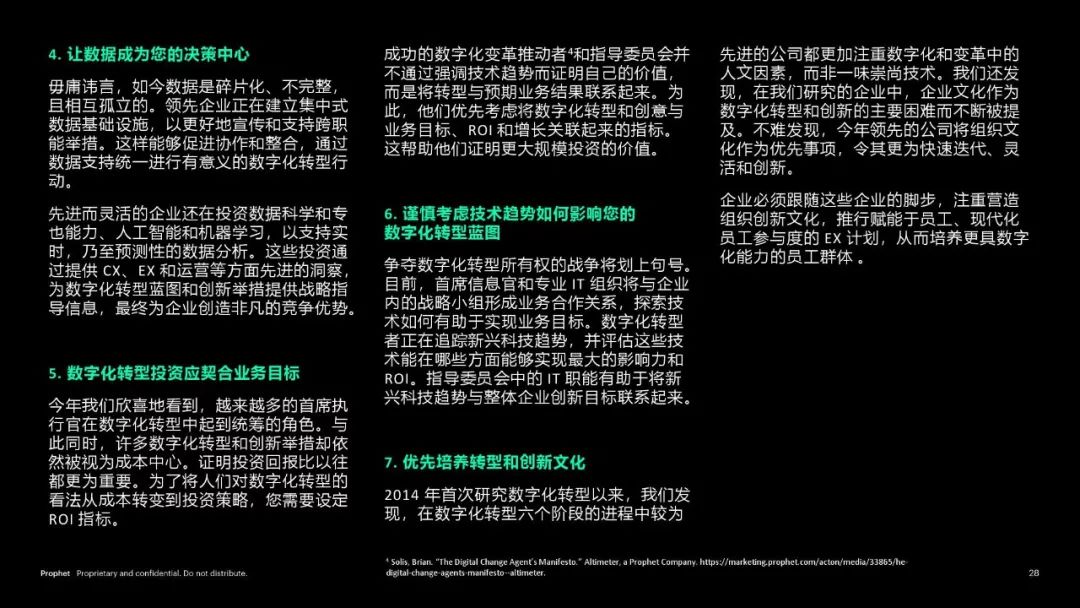 4. 让数据成为您的决策中心
毋庸讳言，如今数据是碎片化、不完整，
且相互孤立的。领先企业正在建立集中式
数据基础设施，以更好地宣传和支持跨职
能举措。这样能够促进协作和整合，通过
数据支持统一进行有意义的数字化转型行
动。
先进而灵活的企业还在投资数据科学和专
也能力、人工智能和机器学习，以支持实
时，乃至预测性的数据分析。这些投资通
过提供 CX、EX 和运营等方面先进的洞察，
为数字化转型蓝图和创新举措提供战略指
导信息，最终为企业创造非凡的竞争优势。
5. 数字化转型投资应契合业务目标
今年我们欣喜地看到，越来越多的首席执
行官在数字化转型中起到统筹的角色。与
此同时，许多数字化转型和创新举措却依
然被视为成本中心。证明投资回报比以往
都更为重要。为了将人们对数字化转型的
看法从成本转变到投资策略，您需要设定
ROI 指标。
成功的数字化变革推动者⁴和指导委员会并
不通过强调技术趋势而证明自己的价值，
而是将转型与预期业务结果联系起来。为
此，他们优先考虑将数字化转型和创意与
业务目标、ROI 和增长关联起来的指标。
这帮助他们证明更大规模投资的价值。
6. 谨慎考虑技术趋势如何影响您的
数字化转型蓝图
争夺数字化转型所有权的战争将划上句号。
目前，首席信息官和专业 IT 组织将与企业
内的战略小组形成业务合作关系，探索技
术如何有助于实现业务目标。数字化转型
者正在追踪新兴科技趋势，并评估这些技
术能在哪些方面能够实现最大的影响力和
ROI。指导委员会中的 IT 职能有助于将新
兴科技趋势与整体企业创新目标联系起来。
7. 优先培养转型和创新文化
2014 年首次研究数字化转型以来，我们发
现，在数字化转型六个阶段的进程中较为
先进的公司都更加注重数字化和变革中的
人文因素，而非一味崇尚技术。我们还发
现，在我们研究的企业中，企业文化作为
数字化转型和创新的主要困难而不断被提
及。不难发现，今年领先的公司将组织文
化作为优先事项，令其更为快速迭代、灵
活和创新。
企业必须跟随这些企业的脚步，注重营造
组织创新文化，推行赋能于员工、现代化
员工参与度的 EX 计划，从而培养更具数字
化能力的员工群体 。
⁴ Solis, Brian. “The Digital Change Agent’s Manifesto.” Altimeter, a Prophet Company. https://marketing.prophet.com/acton/media/33865/he-
digital-change-agents-manifesto--altimeter.
Prophet Proprietary and confidential. Do not distribute.
28